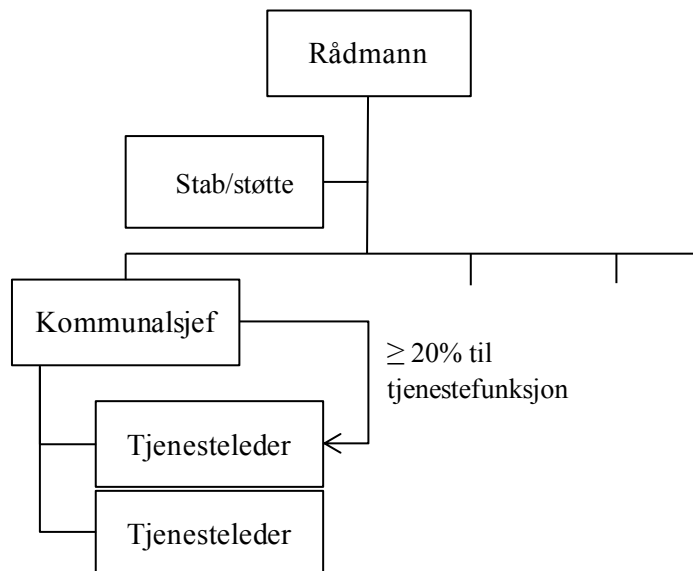 Rådmann
Stab/støtte
Kommunalsjef
≥ 20% til
tjenestefunksjon
Tjenesteleder
Tjenesteleder